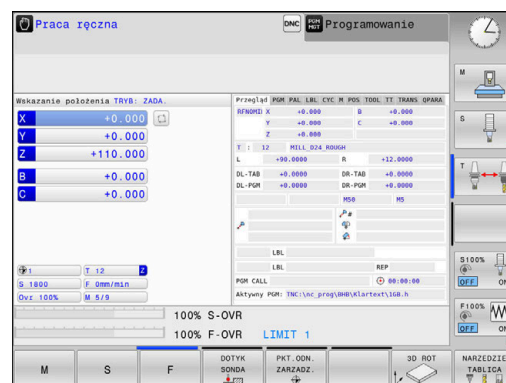 Praca ręczna
DNC
PGM MGT
Programowanie
Wskazanie położenia TRYB: ZADA.
X +0.000
Y +0.000
Z +110.000
B +0.000
C +0.000
1 T 12 Z
S 1800 F 0mm/min
Ovr 100% M 5/9
Przegląd PGM PAL LBL CYC M POS TOOL TT TRANS QPARA
RFNOMI X +0.000 B +0.000
Y +0.000 C +0.000
Z +0.000
T : 12 MILL_D24_ROUGH
L +90.0000 R +12.0000
DL-TAB +0.0000 DR-TAB +0.0000
DL-PGM +0.0000 DR-PGM +0.0000
M50 M5
P#
LBL
LBL REP
PGM CALL 00:00:00
Aktywny PGM: TNC:\nc_prog\BHB\Klartext\1GB.h
100% S-OVR
100% F-OVR LIMIT 1
M
S
T
S100%
OFF ON
F100%
OFF ON
M
S
F
DOTYK SONDA
PKT.ODN. ZARZADZ.
3D ROT
NARZEDZIE TABLICA